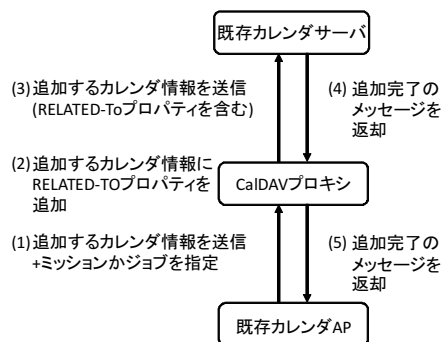 既存カレンダサーバ
(3) 追加するカレンダ情報を送信
(RELATED-Toプロパティを含む)
(4) 追加完了の
メッセージを
返却
(2) 追加するカレンダ情報に
RELATED-TOプロパティを
追加
CalDAVプロキシ
(1) 追加するカレンダ情報を送信
+ミッションかジョブを指定
(5) 追加完了の
メッセージを
返却
既存カレンダAP